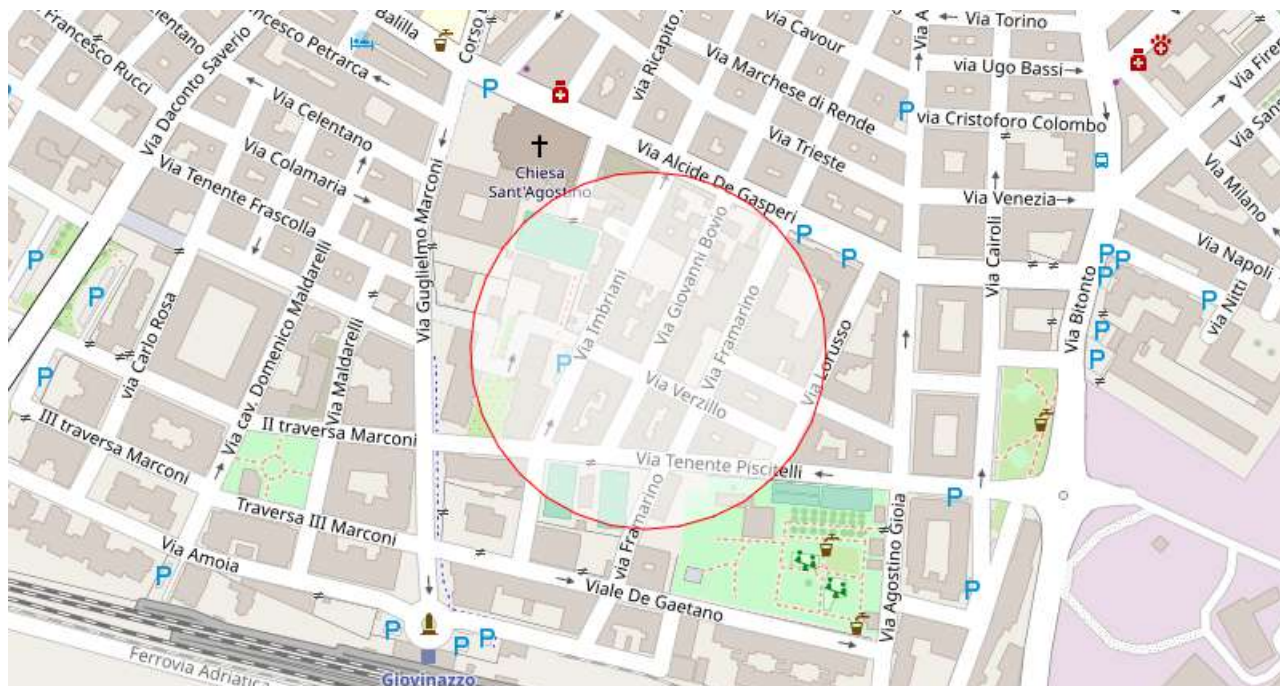 Via Torino
Balilla
Corso
Via A
Via Cavour
via Ricapito
Francesco Rucci
Via Daconto Saverio
Francesco Petrarca
via Ugo Bassi
Via Fire
Via Marchese di Rende
Via Celentano
via Cristoforo Colombo
Via San
Via Colamaria
Via Trieste
Via Alcide De Gasperi
Chiesa
Sant'Agostino
Via Tenente Frascolla
Via Guglielmo Marconi
Via Venezia
Via Milano
Via Napoli
via Nitti
Via Cairoli
Via Bitonto
Via Giovanni Bovio
Via Imbriani
Via Framarino
Via Lorusso
Via Verzillo
via Carlo Rosa
Via cav. Domenico Maldarelli
Via Maldarelli
III traversa Marconi
II traversa Marconi
Via Tenente Piscitelli
Traversa III Marconi
via Framarino
Via Agostino Gioia
Via Amoia
Viale De Gaetano
Ferrovia Adriatica
Giovinazzo